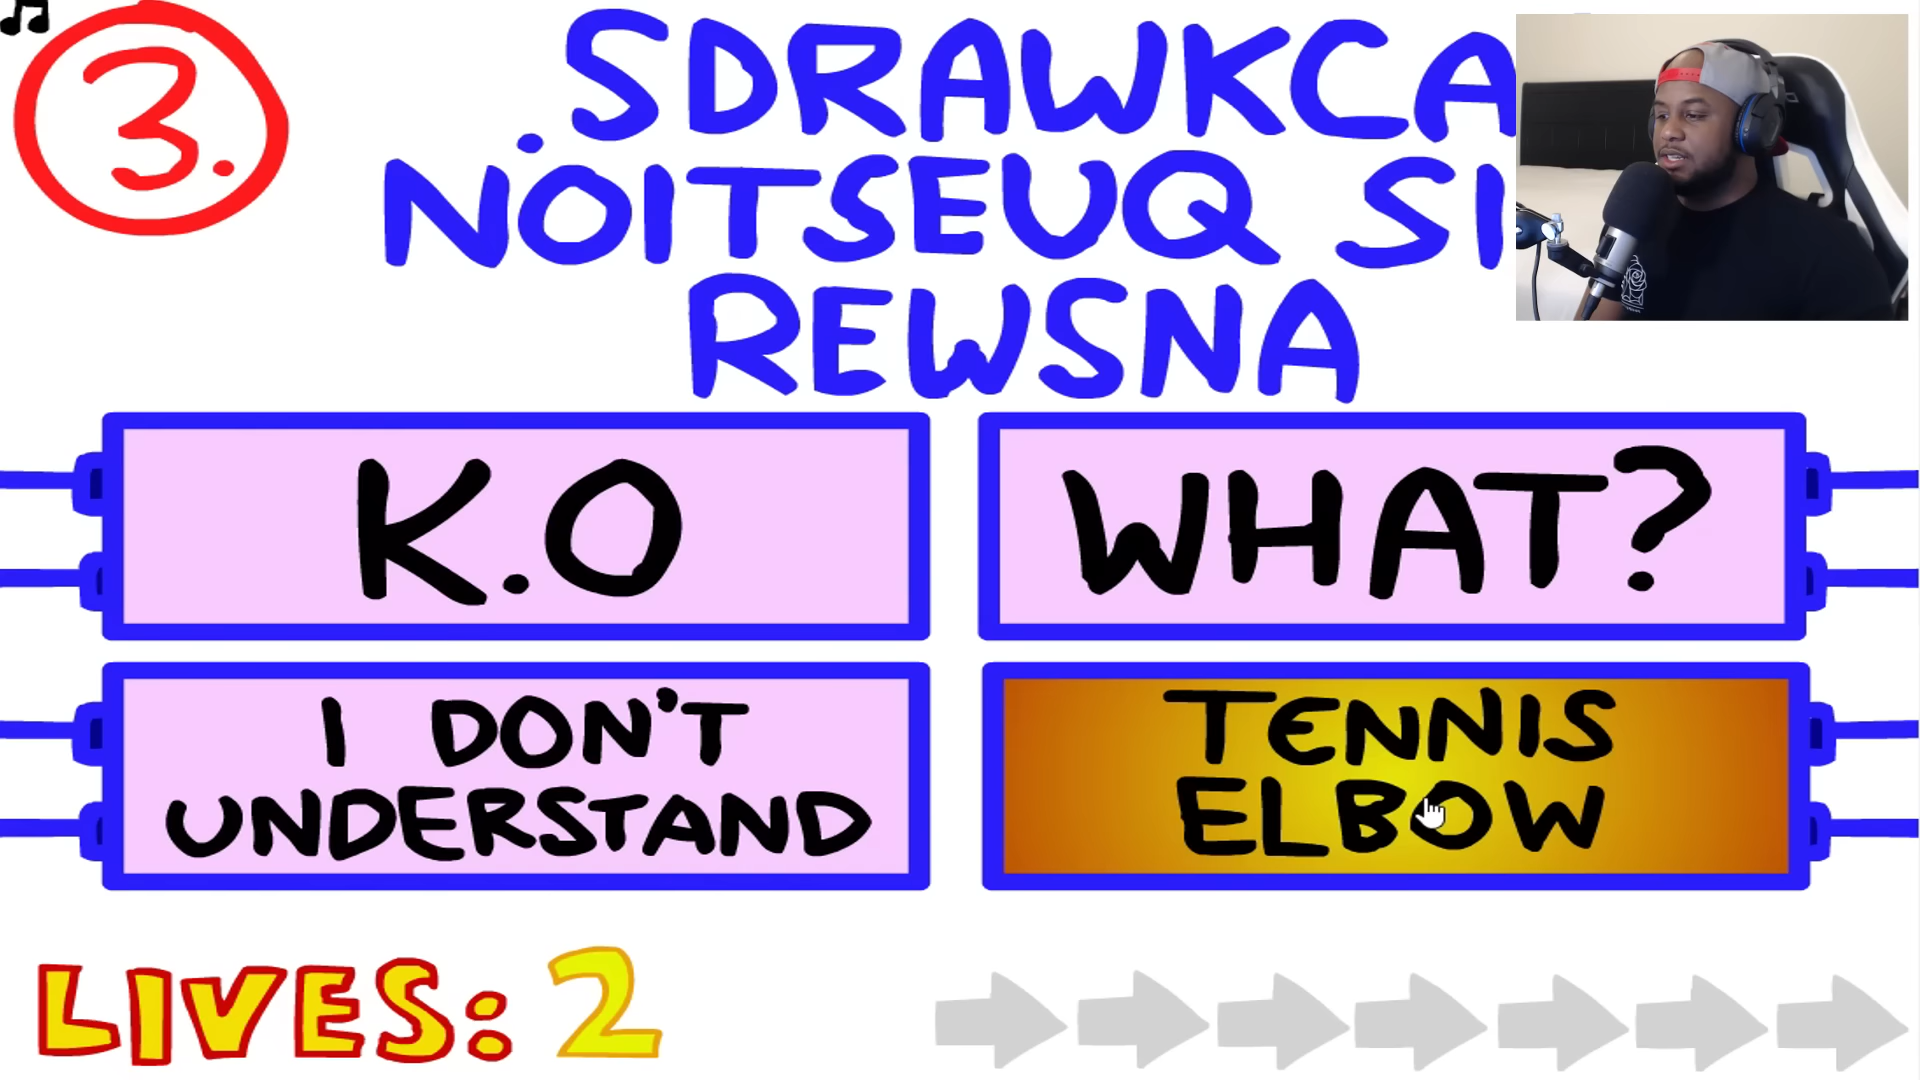 3.
.SDRAWKCA
NOITSEUQ SI
REWSNA
K.O
WHAT?
I DON'T
UNDERSTAND
TENNIS
ELBOW
LIVES: 2